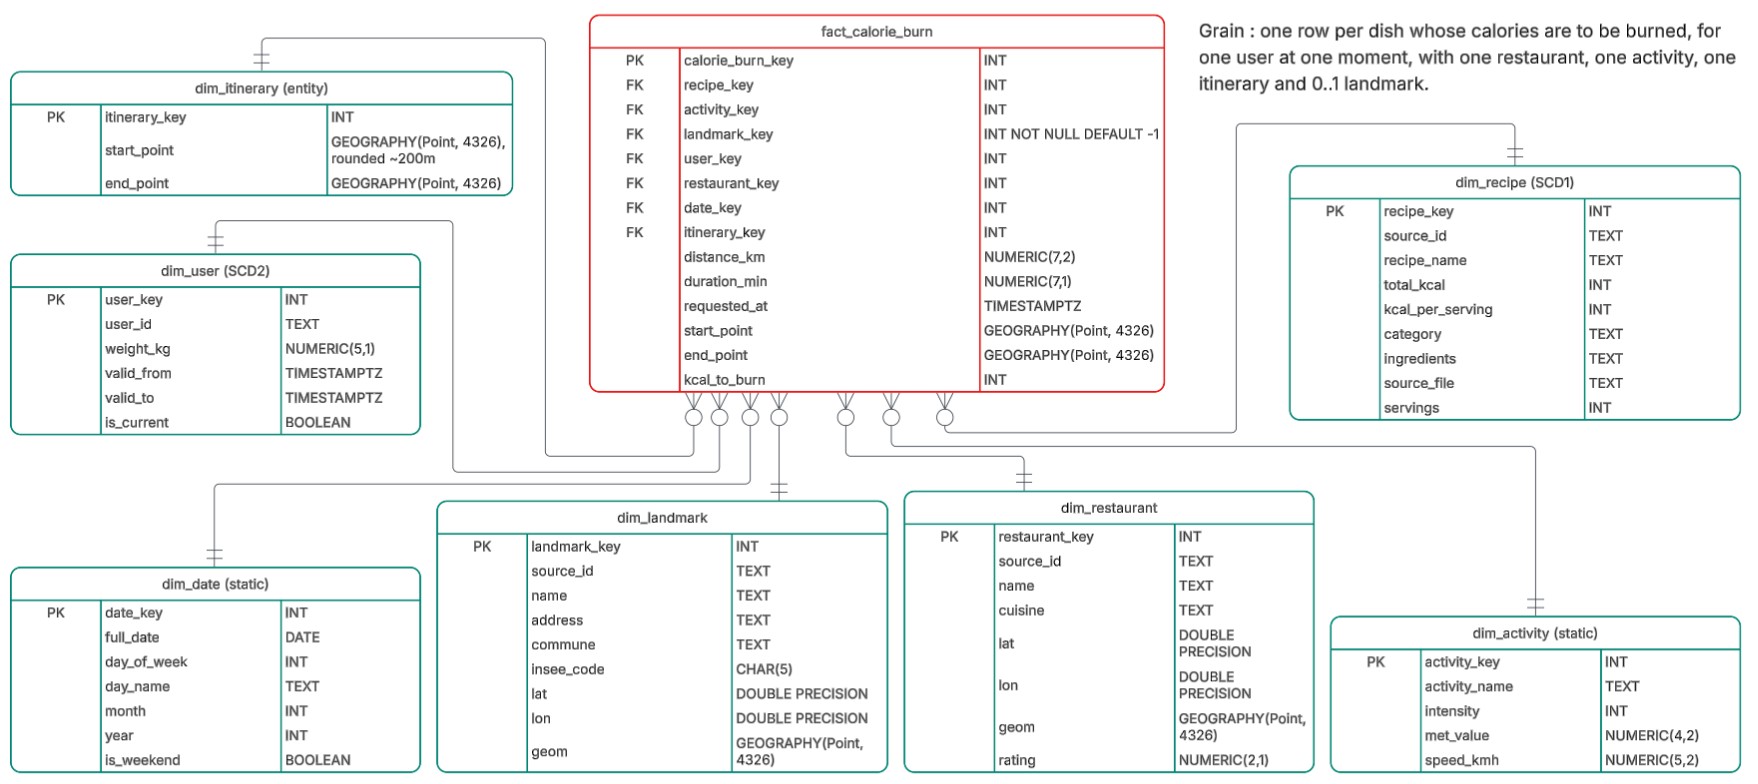 fact_calorie_burn
PK calorie_burn_key INT
FK recipe_key INT
FK activity_key INT
FK landmark_key INT NOT NULL DEFAULT -1
FK user_key INT
FK restaurant_key INT
FK date_key INT
FK itinerary_key INT
distance_km NUMERIC(7,2)
duration_min NUMERIC(7,1)
requested_at TIMESTAMPTZ
start_point GEOGRAPHY(Point, 4326)
end_point GEOGRAPHY(Point, 4326)
kcal_to_burn INT
Grain : one row per dish whose calories are to be burned, for
one user at one moment, with one restaurant, one activity, one
itinerary and 0..1 landmark.
dim_itinerary (entity)
PK itinerary_key INT
start_point GEOGRAPHY(Point, 4326),
rounded ~200m
end_point GEOGRAPHY(Point, 4326)
dim_recipe (SCD1)
PK recipe_key INT
source_id TEXT
recipe_name TEXT
total_kcal INT
kcal_per_serving INT
category TEXT
ingredients TEXT
source_file TEXT
servings INT
dim_user (SCD2)
PK user_key INT
user_id TEXT
weight_kg NUMERIC(5,1)
valid_from TIMESTAMPTZ
valid_to TIMESTAMPTZ
is_current BOOLEAN
dim_date (static)
PK date_key INT
full_date DATE
day_of_week INT
day_name TEXT
month INT
year INT
is_weekend BOOLEAN
dim_landmark
PK landmark_key INT
source_id TEXT
name TEXT
address TEXT
commune TEXT
insee_code CHAR(5)
lat DOUBLE PRECISION
lon DOUBLE PRECISION
geom GEOGRAPHY(Point,
4326)
dim_restaurant
PK restaurant_key INT
source_id TEXT
name TEXT
cuisine TEXT
lat DOUBLE
PRECISION
lon DOUBLE
PRECISION
geom GEOGRAPHY(Point,
4326)
rating NUMERIC(2,1)
dim_activity (static)
PK activity_key INT
activity_name TEXT
intensity INT
met_value NUMERIC(4,2)
speed_kmh NUMERIC(5,2)